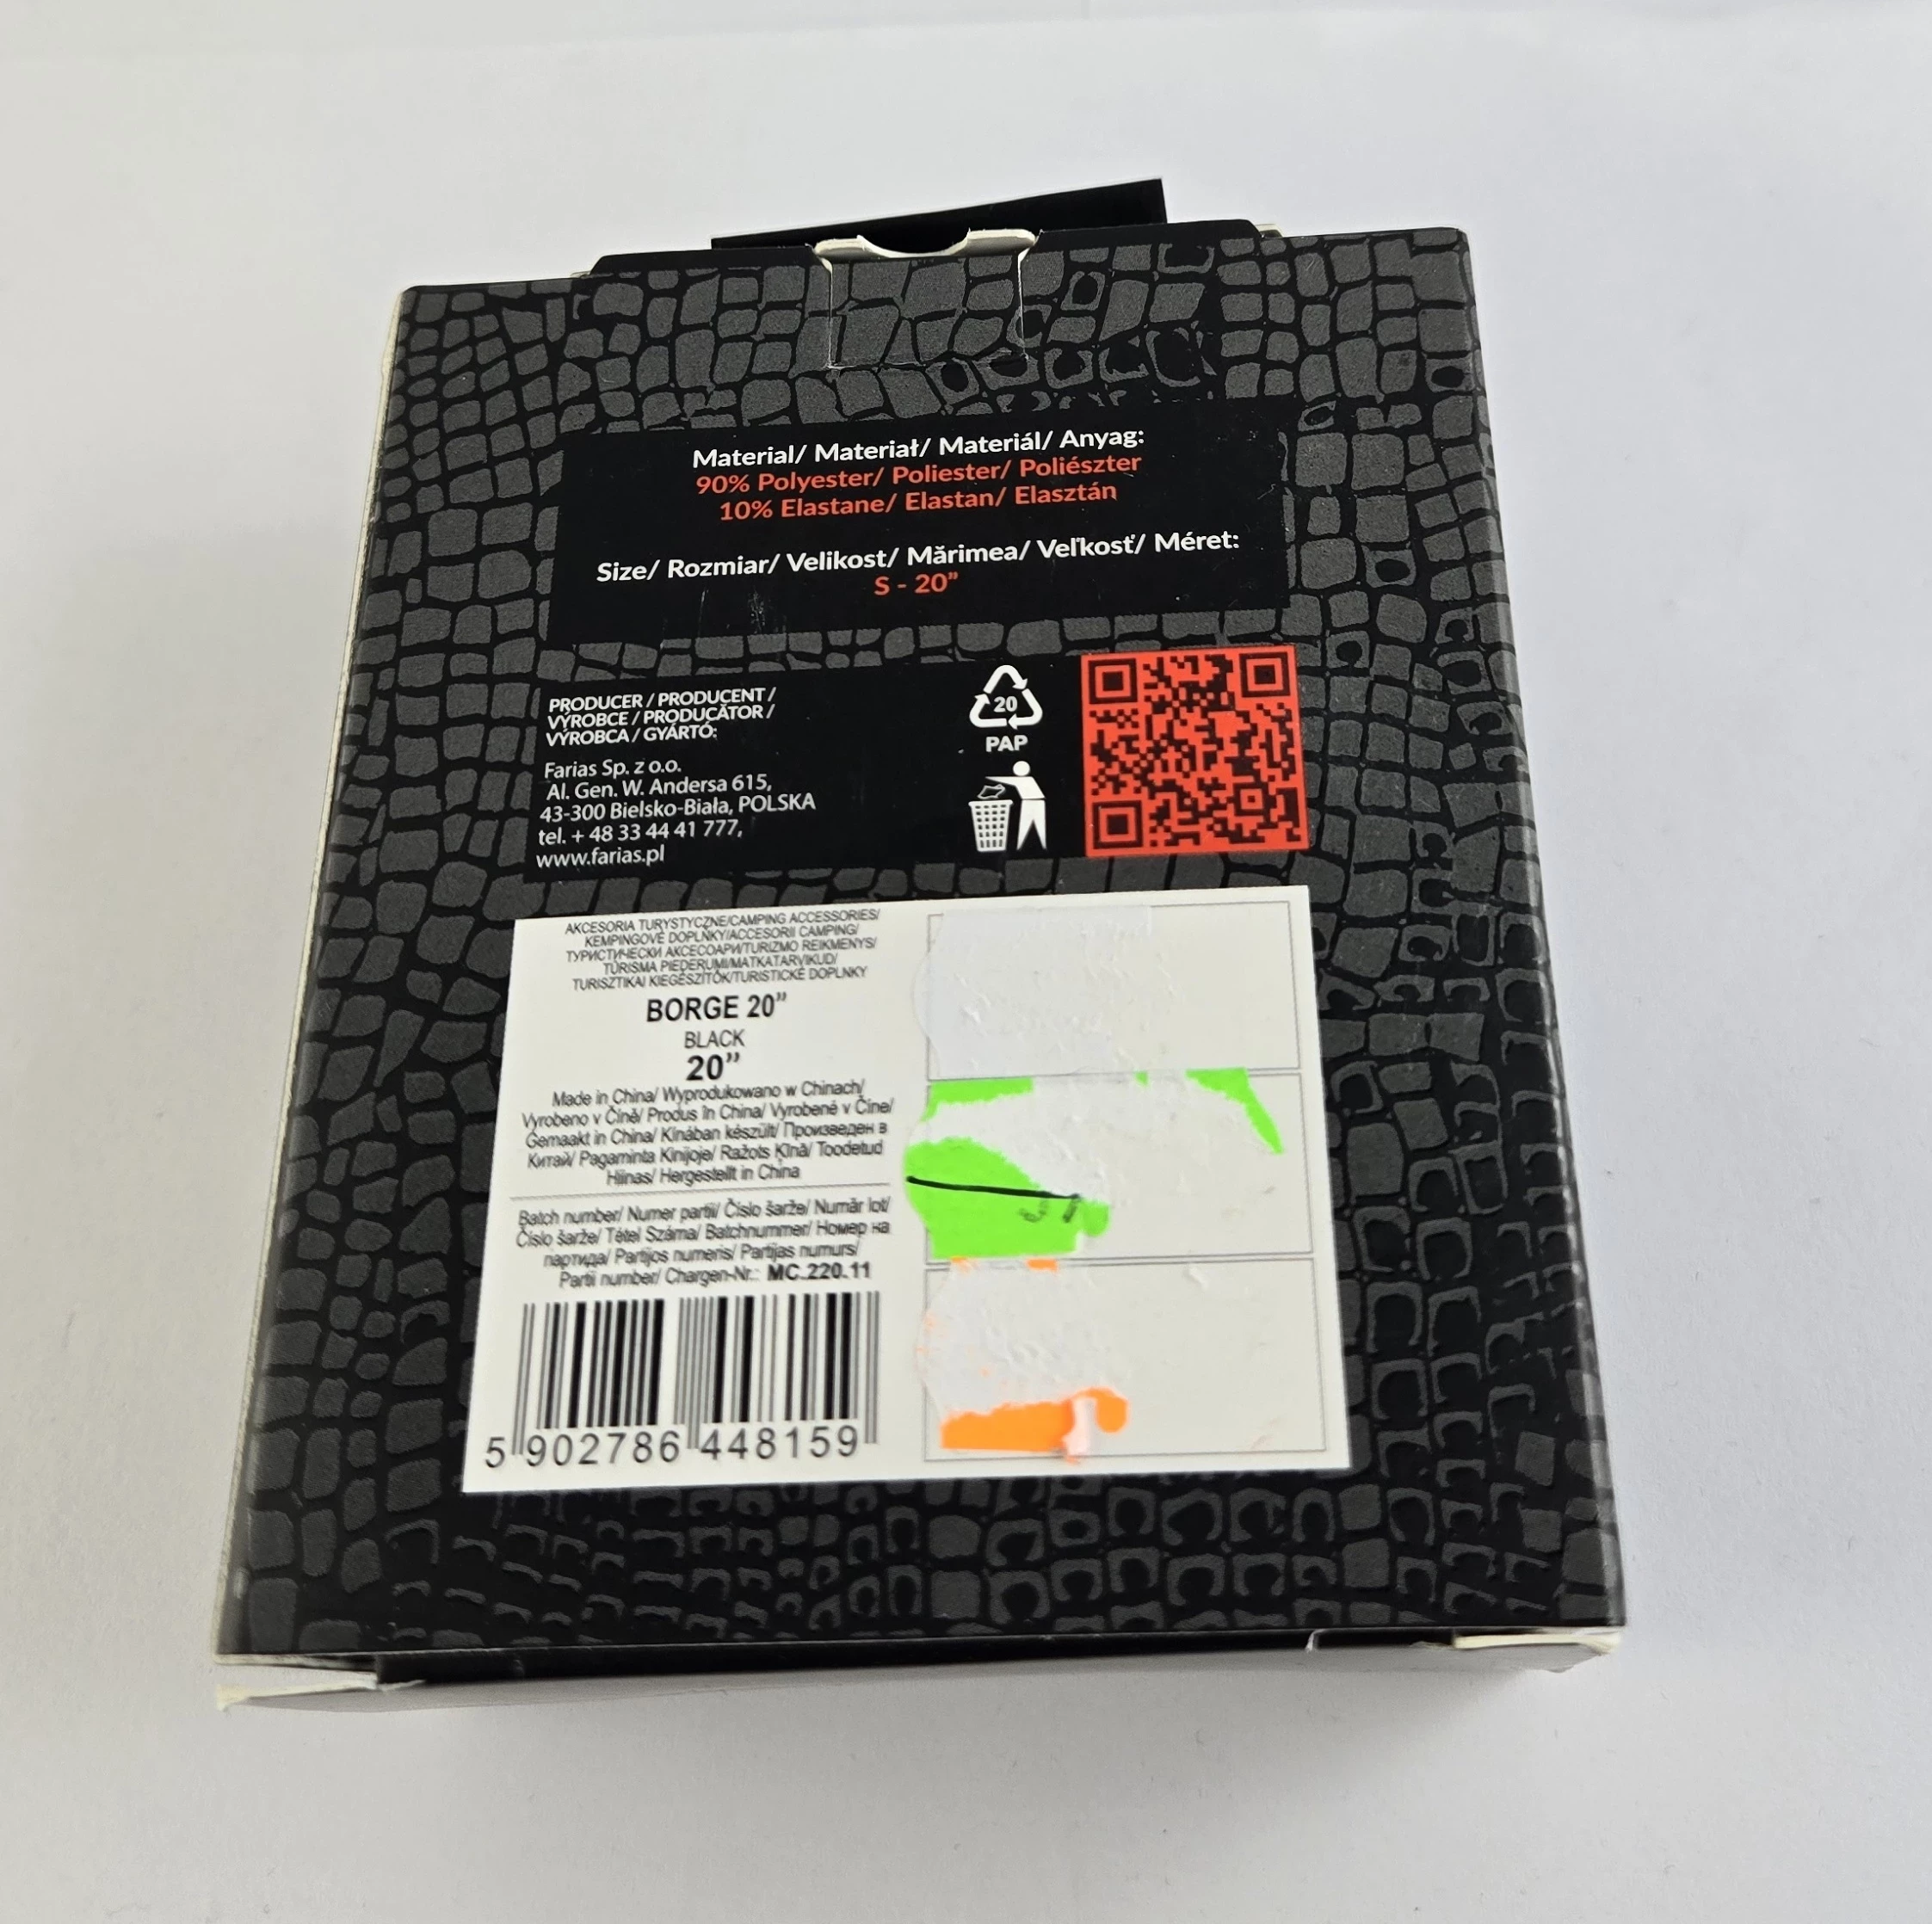 Material/ Materiał/ Materiál/ Anyag:
90% Polyester/ Poliester/ Poliészter
10% Elastane/ Elastan/ Elasztán
Size/ Rozmiar/ Velikost/ Mărimea/ Veľkosť/ Méret:
S - 20”
PRODUCER / PRODUCENT /
VÝROBCE / PRODUCĂTOR /
VÝROBCA / GYÁRTÓ:
Farias Sp. z o.o.
Al. Gen. W. Andersa 615,
43-300 Bielsko-Biała, POLSKA
tel. + 48 33 44 41 777,
www.farias.pl
20
PAP
AKCESORIA TURYSTYCZNE/CAMPING ACCESSORIES/
KEMPINGOVÉ DOPLŇKY/ACCESORII CAMPING/
ТУРИСТИЧЕСКИ АКСЕСОАРИ/TURIZMO REIKMENYS/
TŪRISMA PIEDERUMI/MATKATARVIKUD/
TURISZTIKAI KIEGÉSZÍTŐK/TURISTICKÉ DOPLNKY
BORGE 20”
BLACK
20”
Made in China/ Wyprodukowano w Chinach/
Vyrobeno v Číně/ Produs în China/ Vyrobené v Číne/
Gemaakt in China/ Kínában készült/ Произведен в
Китай/ Pagaminta Kinijoje/ Ražots Ķīnā/ Toodetud
Hiinas/ Hergestellt in China
Batch number/ Numer partii/ Číslo šarže/ Număr lot/
Číslo šarže/ Tétel Száma/ Batchnummer/ Номер на
партида/ Partijos numeris/ Partijas numurs/
Partii number/ Chargen-Nr.: MC.220.11
5 902786 448159